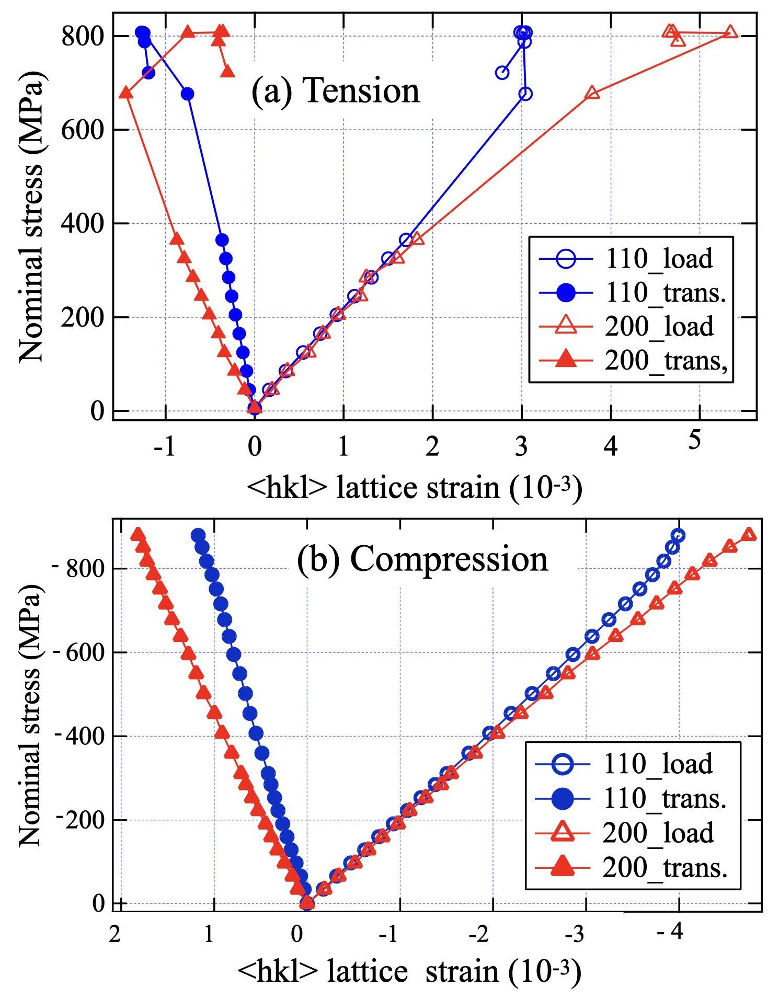 800
600
400
200
0
Nominal stress (MPa)
(a) Tension
110_load
110_trans.
200_load
200_trans,
-1 0 1 2 3 4 5
<hkl> lattice strain (10-3)
- 800
- 600
-400
-200
0
Nominal stress (MPa)
(b) Compression
110_load
110_trans.
200_load
200_trans.
2 1 0 -1 -2 -3 - 4
<hkl> lattice strain (10-3)